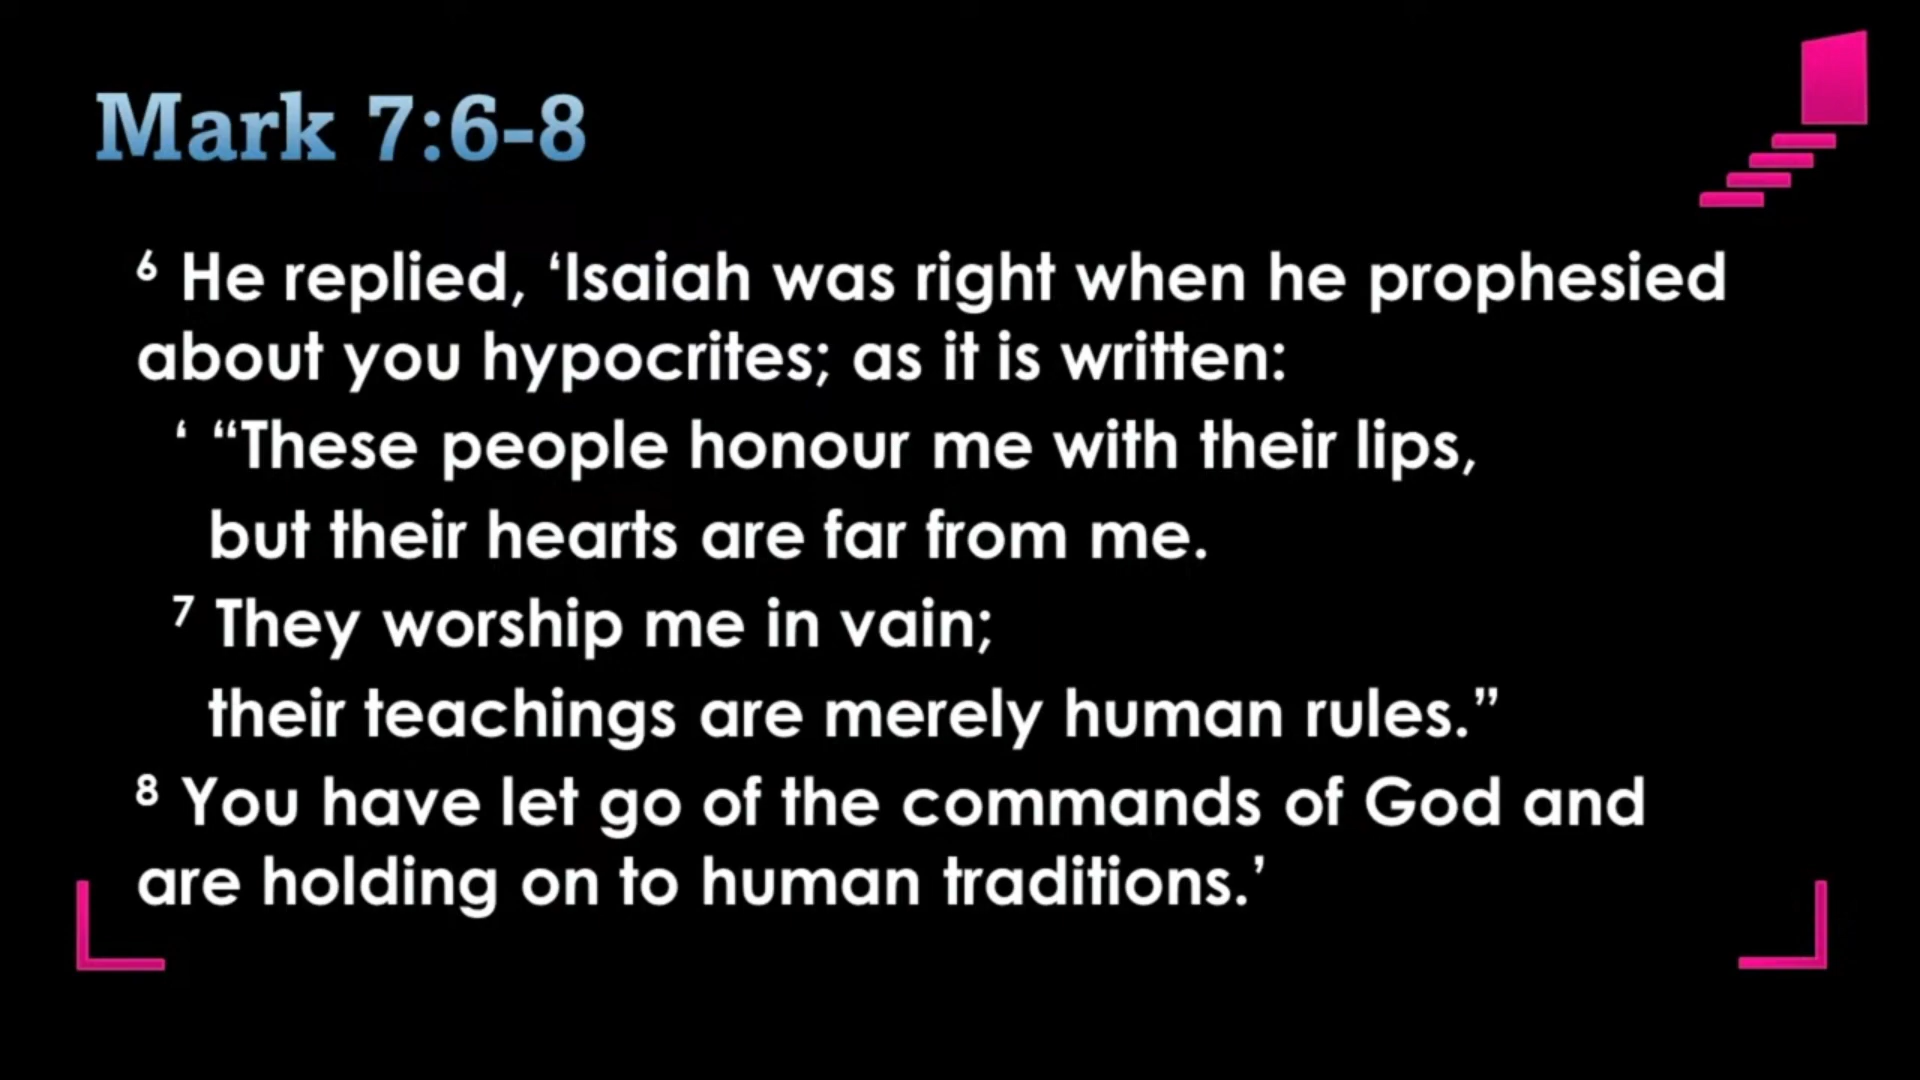 Mark 7:6-8
⁶ He replied, ‘Isaiah was right when he prophesied
about you hypocrites; as it is written:
‘ “These people honour me with their lips,
but their hearts are far from me.
⁷ They worship me in vain;
their teachings are merely human rules.”
⁸ You have let go of the commands of God and
are holding on to human traditions.’